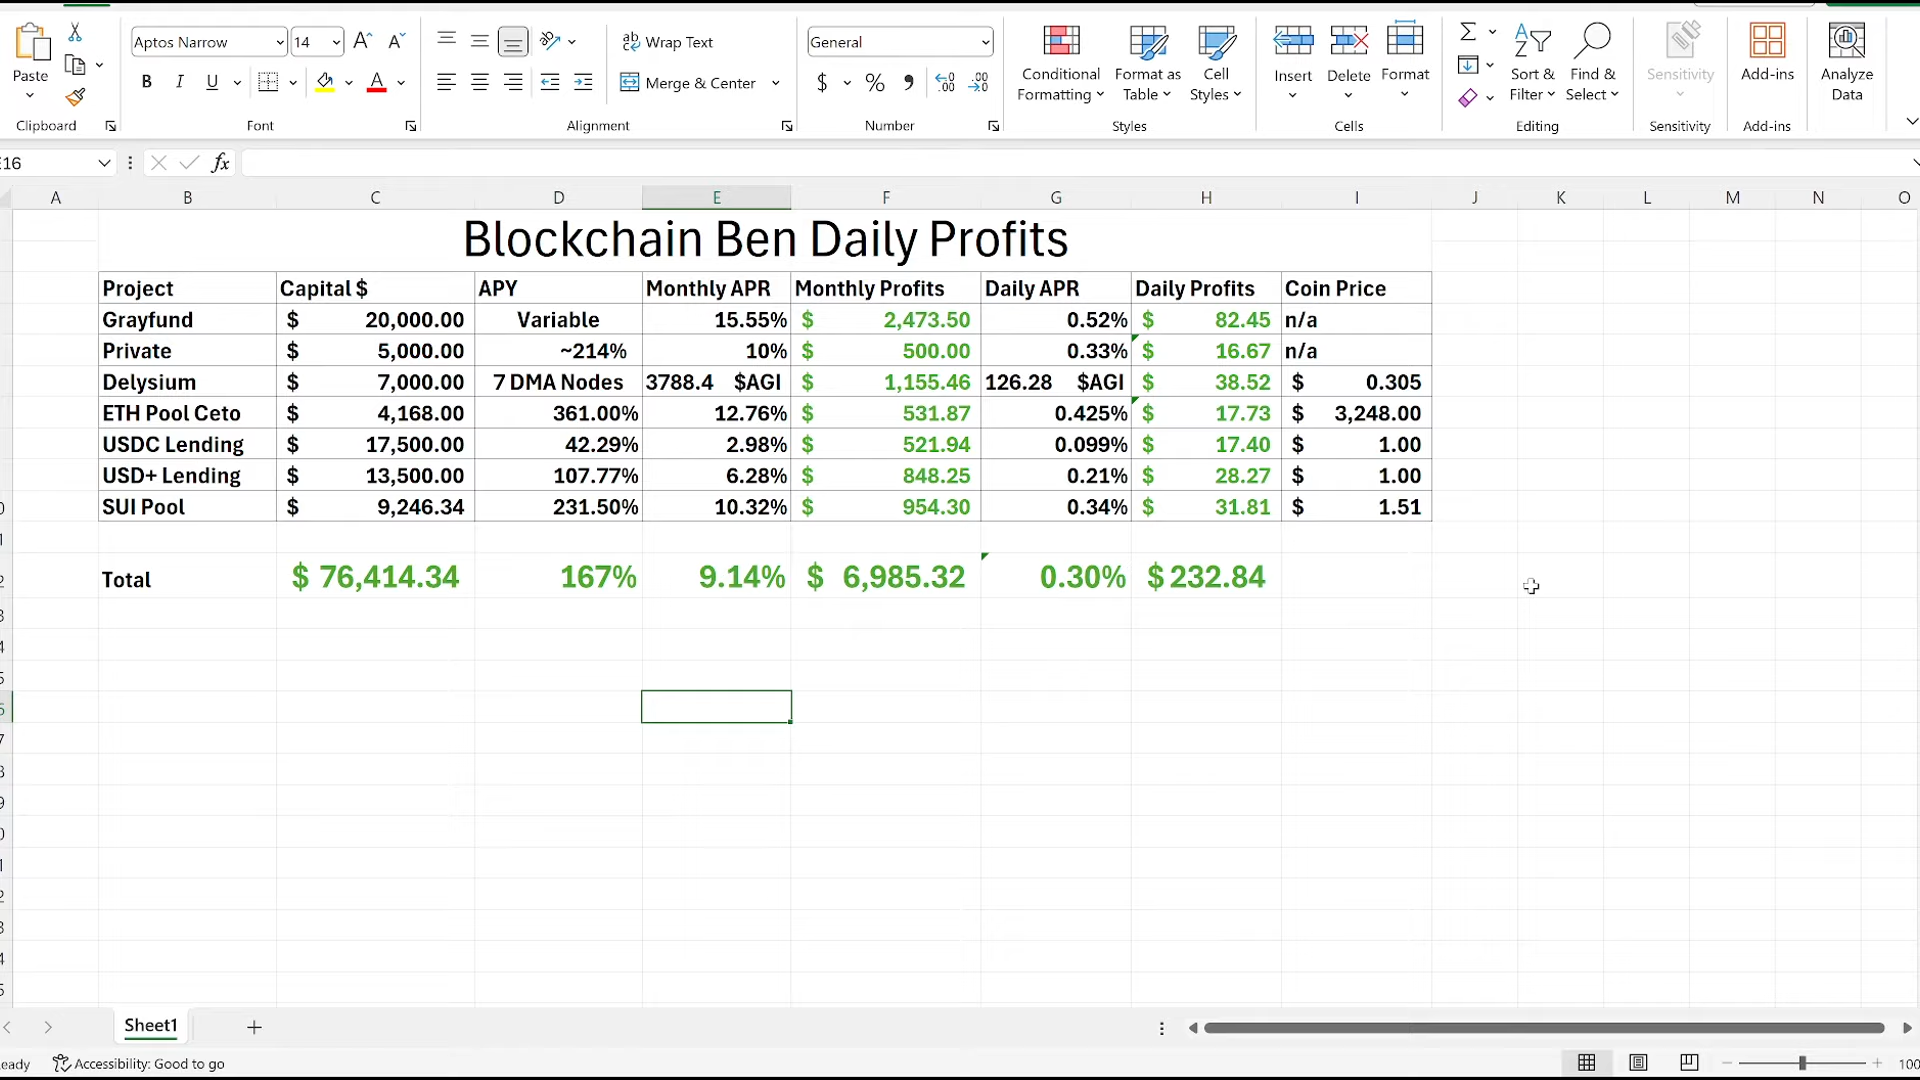 Aptos Narrow 14 A^ Aˇ Wrap Text General
Paste B I U A Merge & Center $ % 9 Conditional Formatting Format as Table Cell Styles Insert Delete Format Sort & Filter Find & Select Sensitivity Add-ins Analyze Data
Clipboard Font Alignment Number Styles Cells Editing Sensitivity Add-ins
E16 fx
A B C D E F G H I J K L M N O
Blockchain Ben Daily Profits
Project Capital $ APY Monthly APR Monthly Profits Daily APR Daily Profits Coin Price
Grayfund $ 20,000.00 Variable 15.55% $ 2,473.50 0.52% $ 82.45 n/a
Private $ 5,000.00 ~214% 10% $ 500.00 0.33% $ 16.67 n/a
Delysium $ 7,000.00 7 DMA Nodes 3788.4 $AGI $ 1,155.46 126.28 $AGI $ 38.52 $ 0.305
ETH Pool Ceto $ 4,168.00 361.00% 12.76% $ 531.87 0.425% $ 17.73 $ 3,248.00
USDC Lending $ 17,500.00 42.29% 2.98% $ 521.94 0.099% $ 17.40 $ 1.00
USD+ Lending $ 13,500.00 107.77% 6.28% $ 848.25 0.21% $ 28.27 $ 1.00
SUI Pool $ 9,246.34 231.50% 10.32% $ 954.30 0.34% $ 31.81 $ 1.51
Total $ 76,414.34 167% 9.14% $ 6,985.32 0.30% $ 232.84
Sheet1
Accessibility: Good to go 100